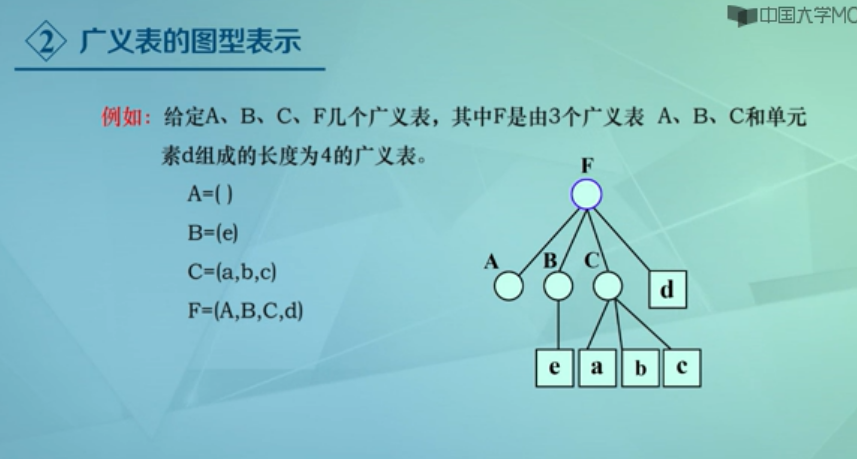 中国大学MO
2 广义表的图型表示
例如：给定A、B、C、F几个广义表，其中F是由3个广义表 A、B、C和单元
素d组成的长度为4的广义表。
A=( )
B=(e)
C=(a,b,c)
F=(A,B,C,d)
F
A B C
d
e a b c